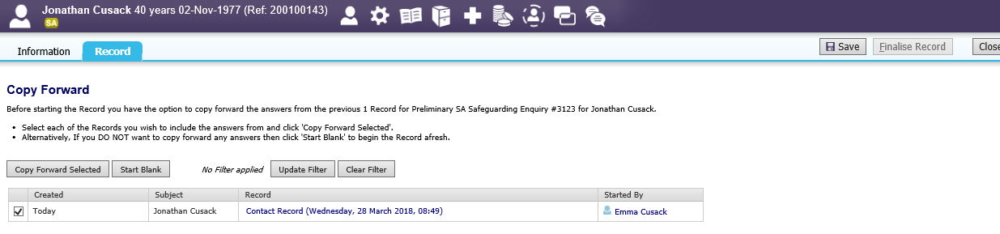 Jonathan Cusack 40 years 02-Nov-1977 (Ref: 200100143)
SA
Information Record Save Finalise Record Close
Copy Forward
Before starting the Record you have the option to copy forward the answers from the previous 1 Record for Preliminary SA Safeguarding Enquiry #3123 for Jonathan Cusack.
• Select each of the Records you wish to include the answers from and click 'Copy Forward Selected'.
• Alternatively, If you DO NOT want to copy forward any answers then click 'Start Blank' to begin the Record afresh.
Copy Forward Selected Start Blank No Filter applied Update Filter Clear Filter
Created Subject Record Started By
Today Jonathan Cusack Contact Record (Wednesday, 28 March 2018, 08:49) Emma Cusack